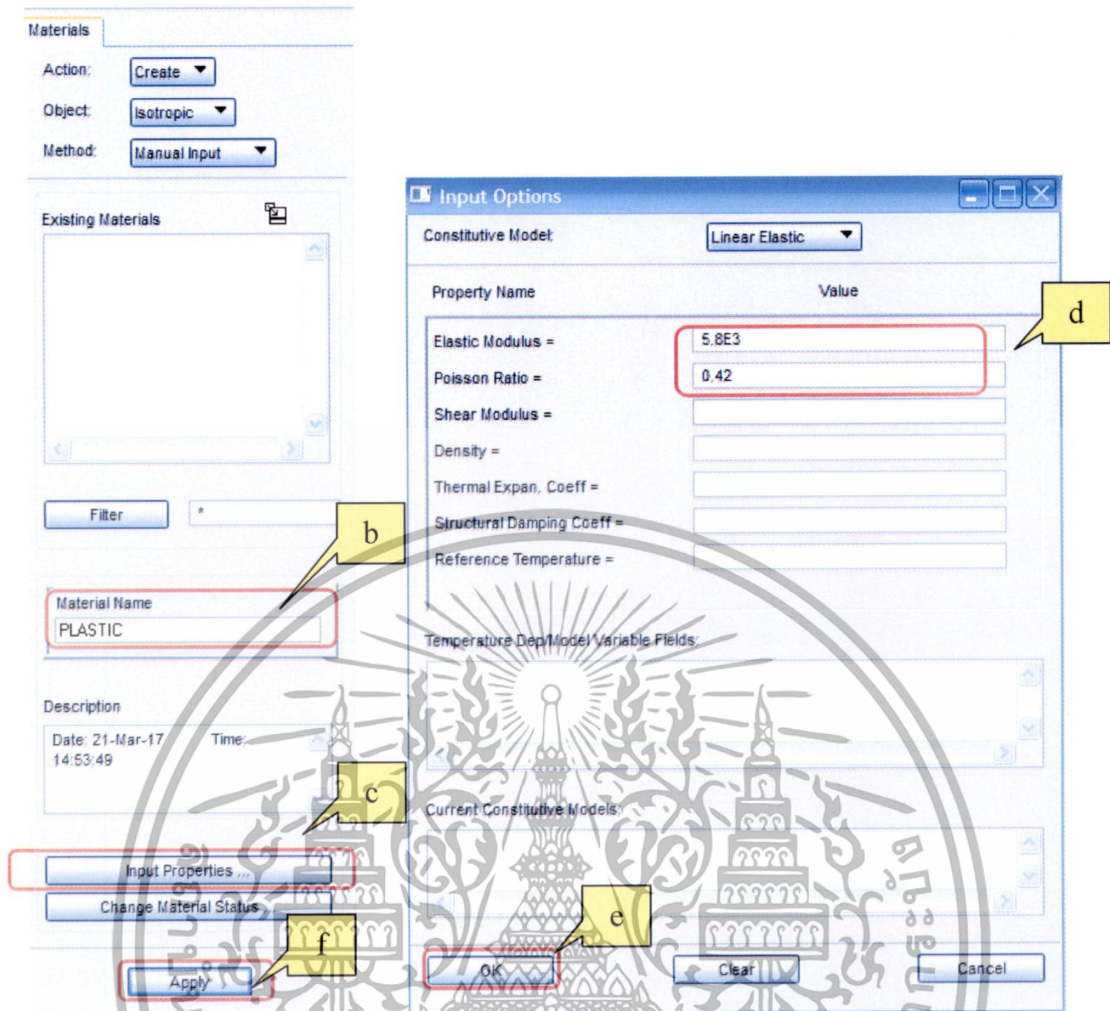 Materials
Action: Create
Object: Isotropic
Method: Manual Input
Existing Materials
Filter *
b
Material Name
PLASTIC
Description
Date: 21-Mar-17 Time:
14:53:49
c
Input Properties ...
Change Material Status ...
f
Apply
Input Options
Constitutive Model: Linear Elastic
Property Name Value
d
Elastic Modulus = 5.8E3
Poisson Ratio = 0.42
Shear Modulus =
Density =
Thermal Expan. Coeff =
Structural Damping Coeff =
Reference Temperature =
Temperature Dep/Model Variable Fields:
Current Constitutive Models:
e
OK Clear Cancel